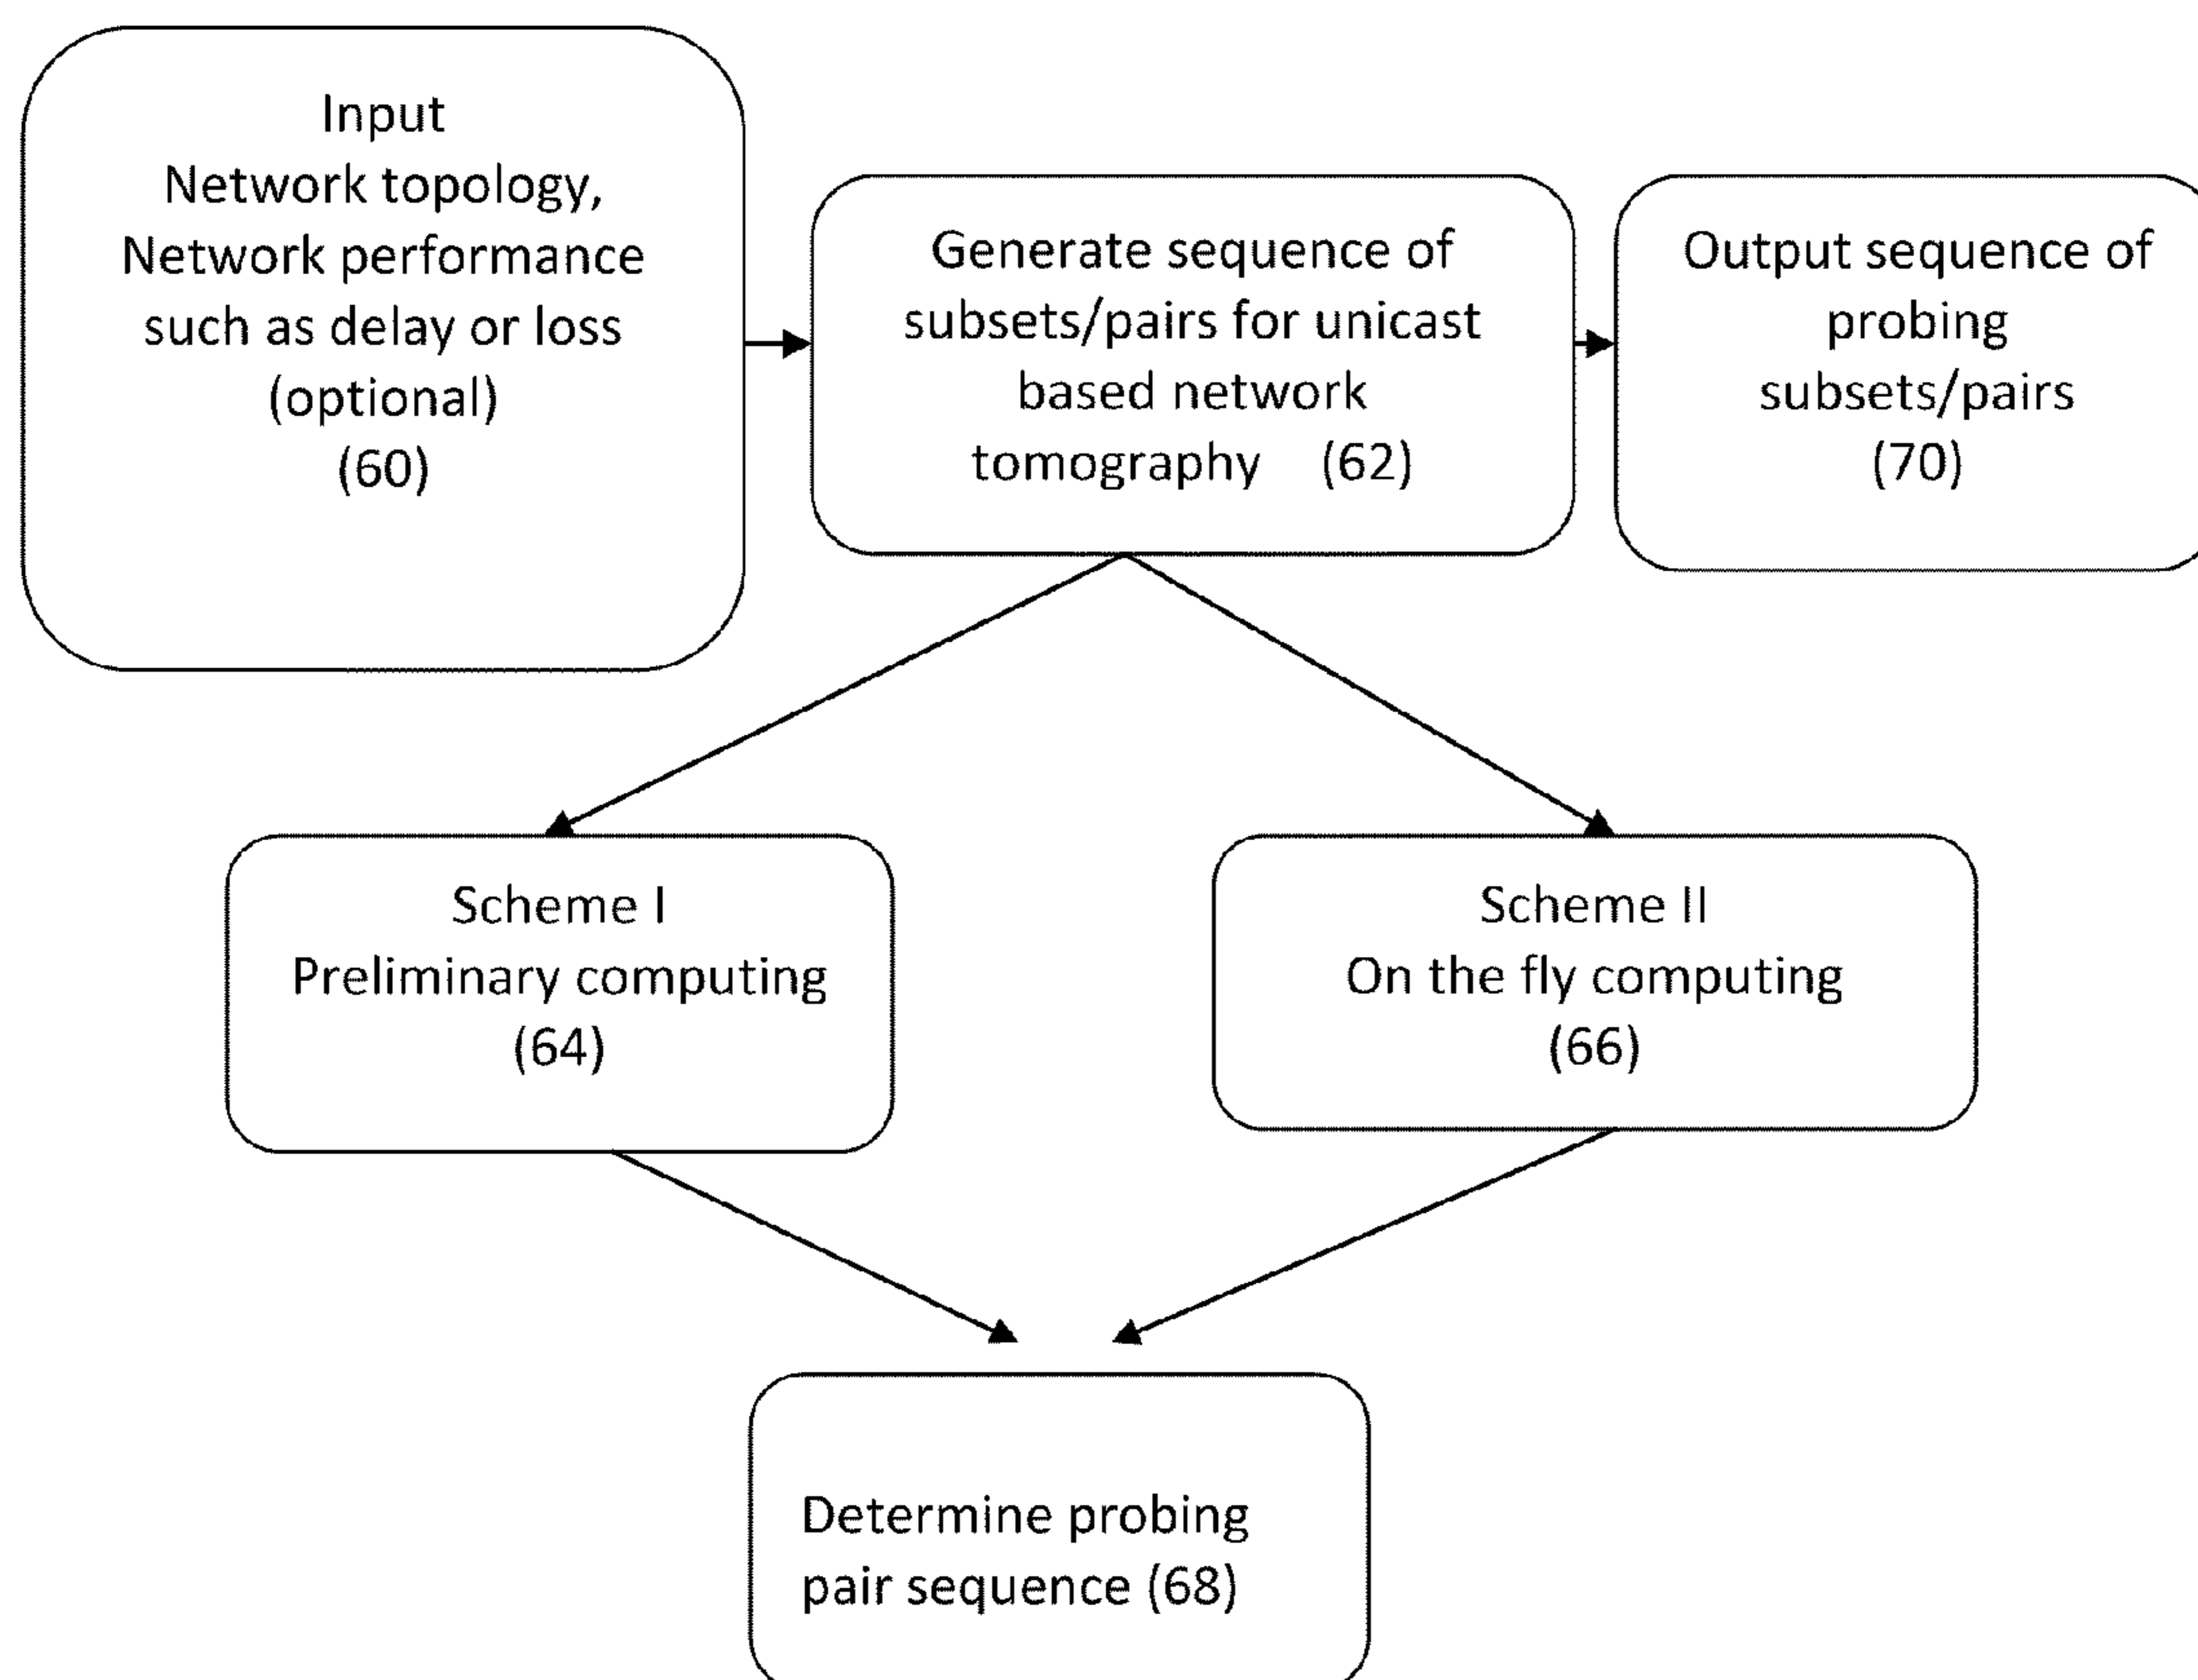 Input
Network topology,
Network performance
such as delay or loss
(optional)
(60)
Generate sequence of
subsets/pairs for unicast
based network
tomography (62)
Output sequence of
probing
subsets/pairs
(70)
Scheme I
Preliminary computing
(64)
Scheme II
On the fly computing
(66)
Determine probing
pair sequence (68)